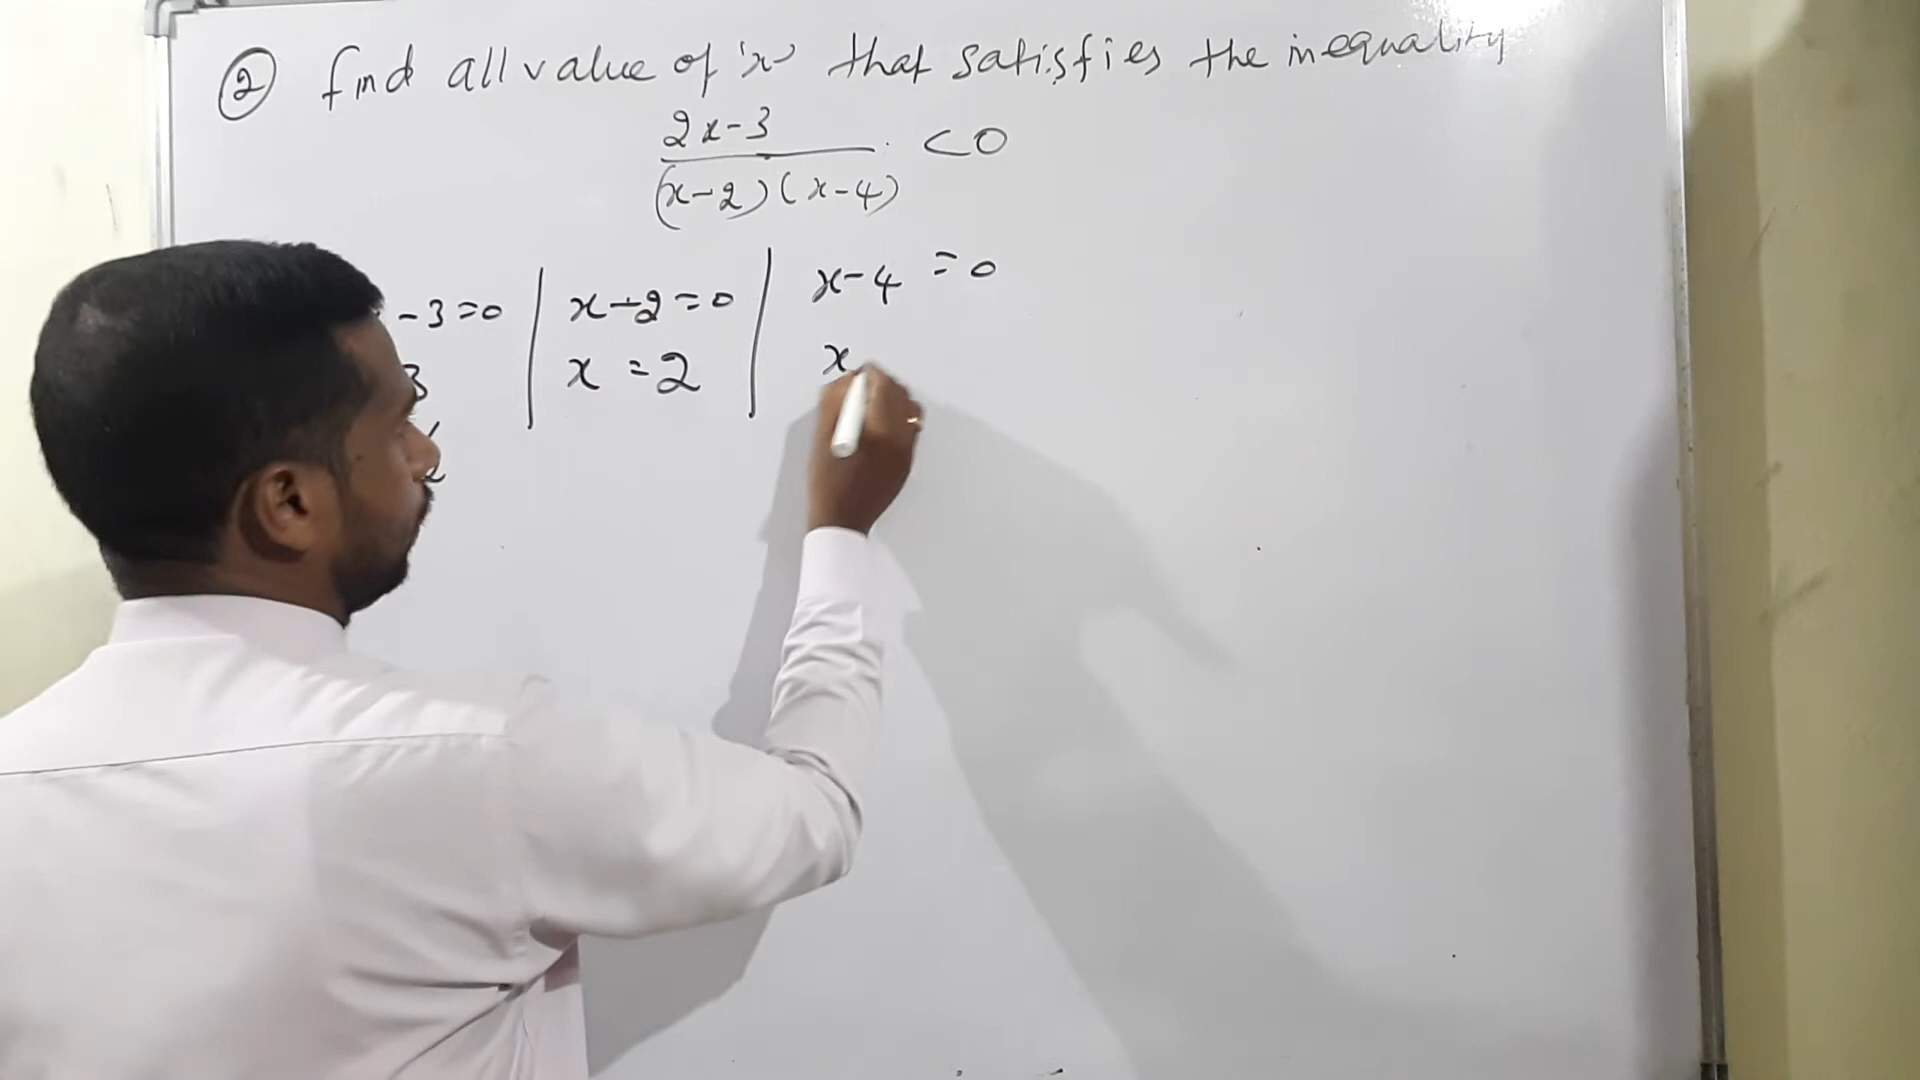 ② find all value of 'x' that satisfies the inequality
2x-3
(x-2)(x-4)
<0
-3=0 | x-2=0 | x-4 =0
3 | x =2 | x